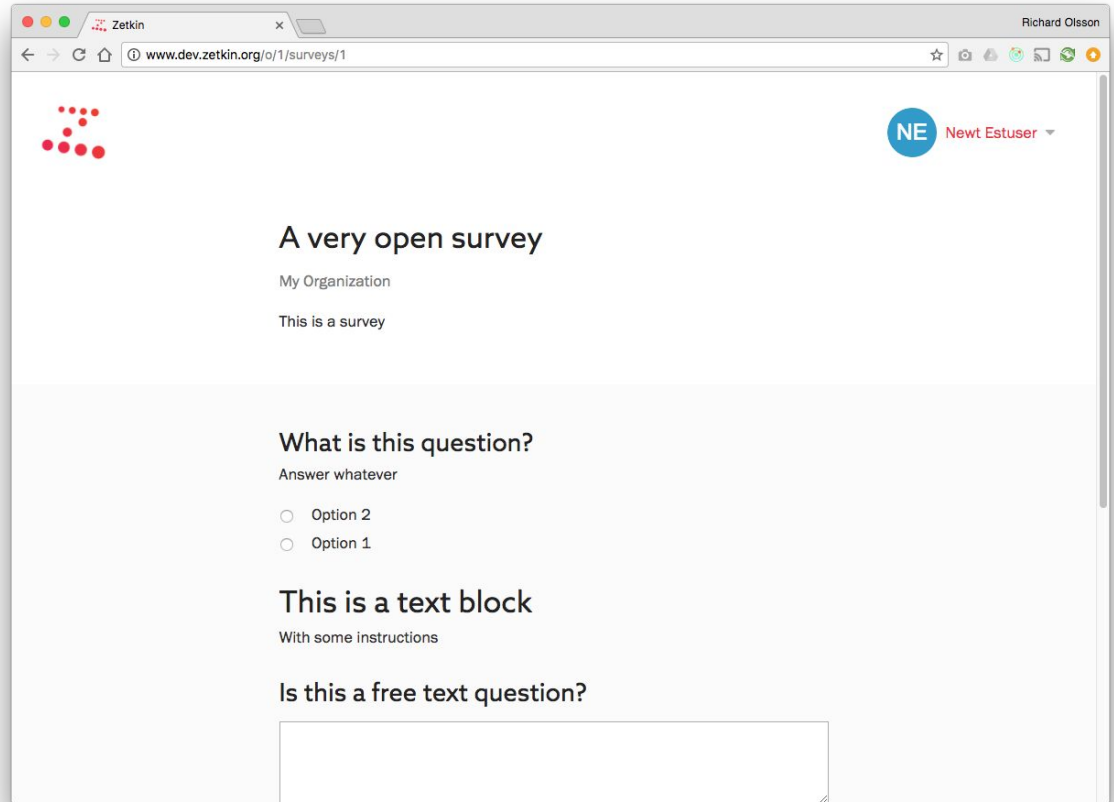 Zetkin
Richard Olsson
www.dev.zetkin.org/o/1/surveys/1
NE Newt Estuser
A very open survey
My Organization
This is a survey
What is this question?
Answer whatever
Option 2
Option 1
This is a text block
With some instructions
Is this a free text question?